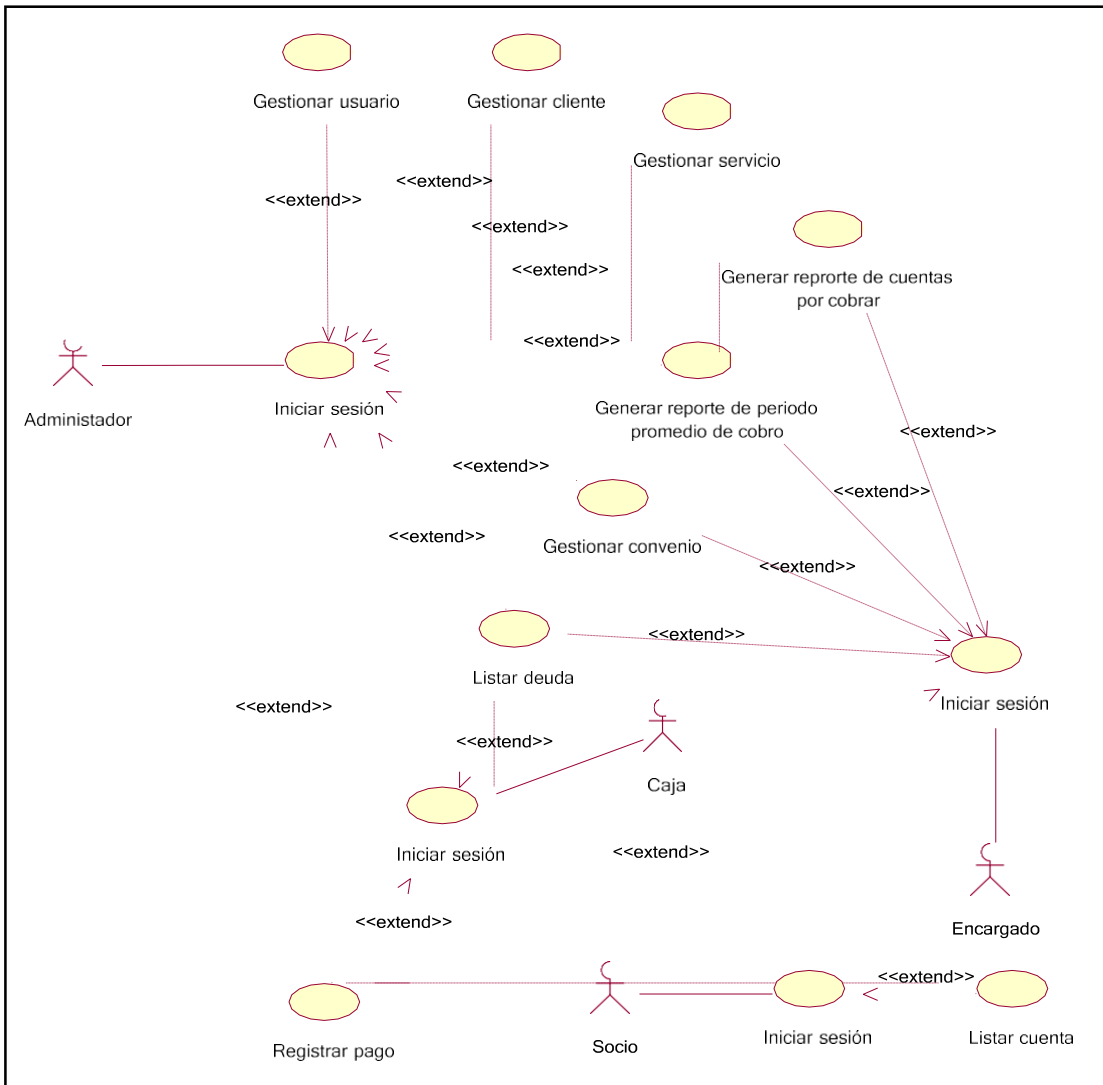 Gestionar usuario
Gestionar cliente
Gestionar servicio
<<extend>>
<<extend>>
<<extend>>
<<extend>>
Generar reprorte de cuentas
por cobrar
<<extend>>
Administador
Iniciar sesión
Generar reporte de periodo
promedio de cobro
<<extend>>
<<extend>>
<<extend>>
<<extend>>
Gestionar convenio
<<extend>>
<<extend>>
Listar deuda
Iniciar sesión
<<extend>>
<<extend>>
Caja
Iniciar sesión
<<extend>>
<<extend>>
Encargado
<<extend>>
Registrar pago
Socio
Iniciar sesión
Listar cuenta